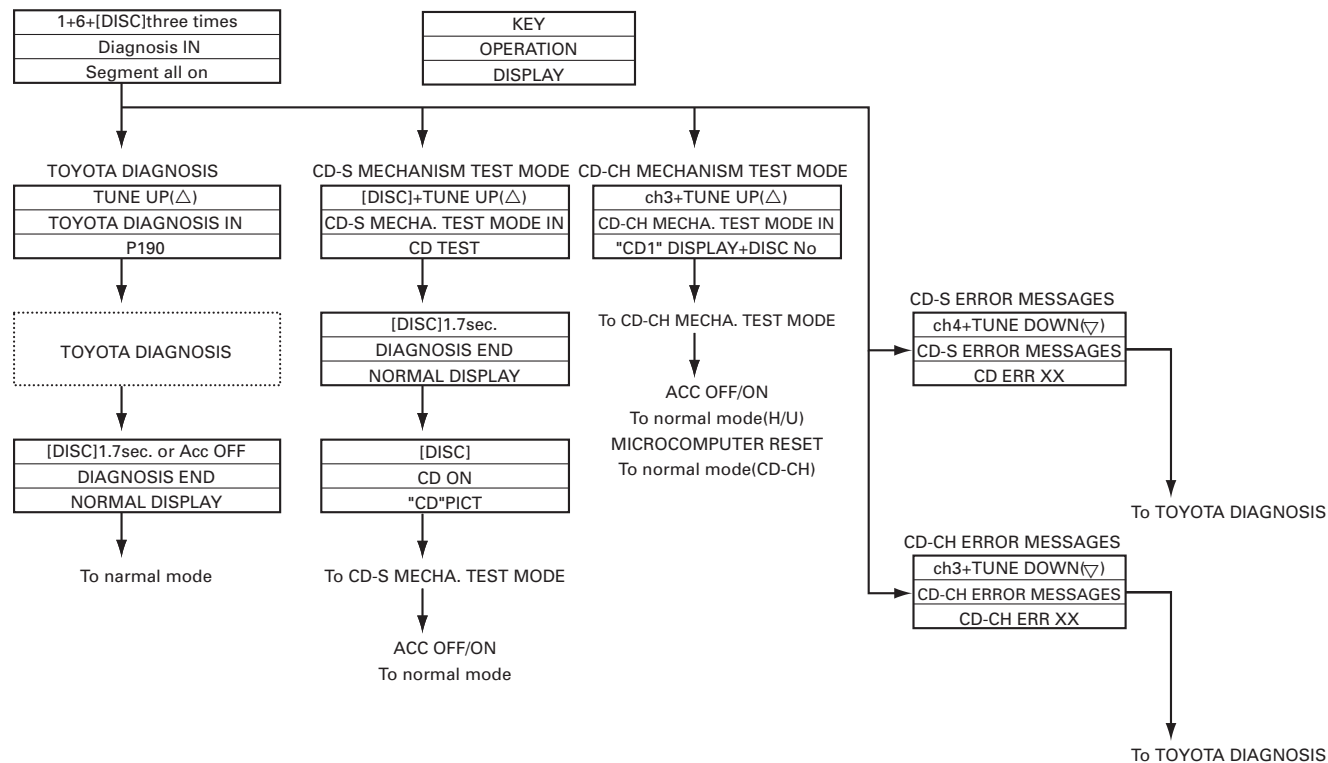 1+6+[DISC]three times
Diagnosis IN
Segment all on
KEY
OPERATION
DISPLAY
TOYOTA DIAGNOSIS
TUNE UP(△)
TOYOTA DIAGNOSIS IN
P190
TOYOTA DIAGNOSIS
[DISC]1.7sec. or Acc OFF
DIAGNOSIS END
NORMAL DISPLAY
To narmal mode
CD-S MECHANISM TEST MODE
[DISC]+TUNE UP(△)
CD-S MECHA. TEST MODE IN
CD TEST
[DISC]1.7sec.
DIAGNOSIS END
NORMAL DISPLAY
[DISC]
CD ON
"CD"PICT
To CD-S MECHA. TEST MODE
ACC OFF/ON
To normal mode
CD-CH MECHANISM TEST MODE
ch3+TUNE UP(△)
CD-CH MECHA. TEST MODE IN
"CD1" DISPLAY+DISC No
To CD-CH MECHA. TEST MODE
ACC OFF/ON
To normal mode(H/U)
MICROCOMPUTER RESET
To normal mode(CD-CH)
CD-S ERROR MESSAGES
ch4+TUNE DOWN(▽)
CD-S ERROR MESSAGES
CD ERR XX
To TOYOTA DIAGNOSIS
CD-CH ERROR MESSAGES
ch3+TUNE DOWN(▽)
CD-CH ERROR MESSAGES
CD-CH ERR XX
To TOYOTA DIAGNOSIS